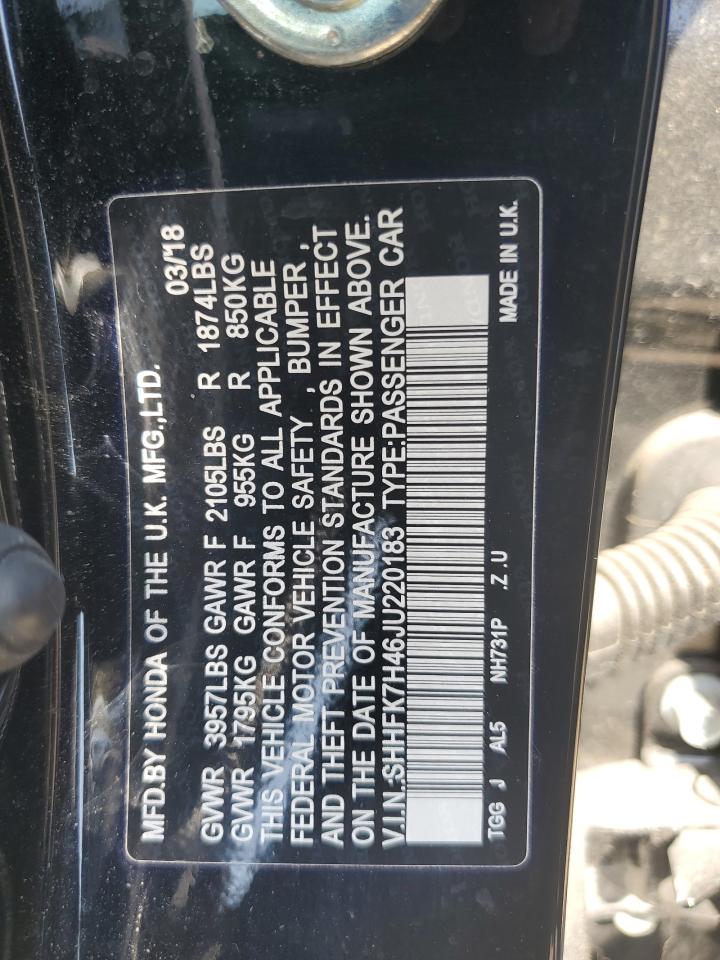 MFD.BY HONDA OF THE U.K. MFG.,LTD. 03/18
GVWR 3957LBS GAWR F 2105LBS R 1874LBS
GVWR 1795KG GAWR F 955KG R 850KG
THIS VEHICLE CONFORMS TO ALL APPLICABLE
FEDERAL MOTOR VEHICLE SAFETY , BUMPER ,
AND THEFT PREVENTION STANDARDS IN EFFECT
ON THE DATE OF MANUFACTURE SHOWN ABOVE.
V.I.N.:SHHFK7H46JU220183 TYPE:PASSENGER CAR
TGG J AL5 NH731P .Z .U MADE IN U.K.